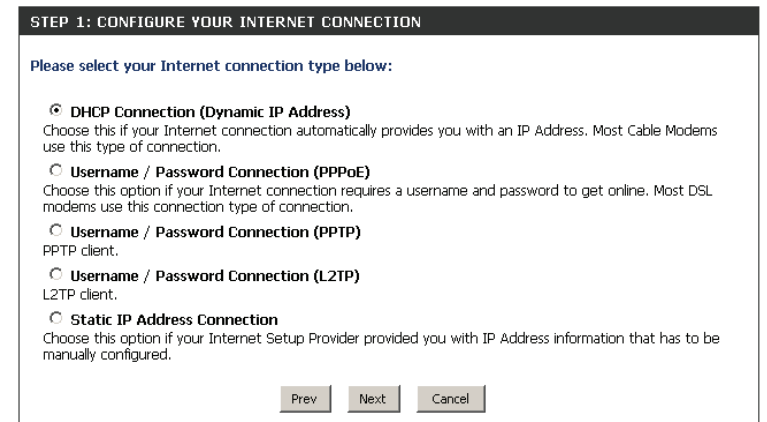 STEP 1: CONFIGURE YOUR INTERNET CONNECTION
Please select your Internet connection type below:
DHCP Connection (Dynamic IP Address)
Choose this if your Internet connection automatically provides you with an IP Address. Most Cable Modems
use this type of connection.
Username / Password Connection (PPPoE)
Choose this option if your Internet connection requires a username and password to get online. Most DSL
modems use this connection type of connection.
Username / Password Connection (PPTP)
PPTP client.
Username / Password Connection (L2TP)
L2TP client.
Static IP Address Connection
Choose this option if your Internet Setup Provider provided you with IP Address information that has to be
manually configured.
Prev Next Cancel